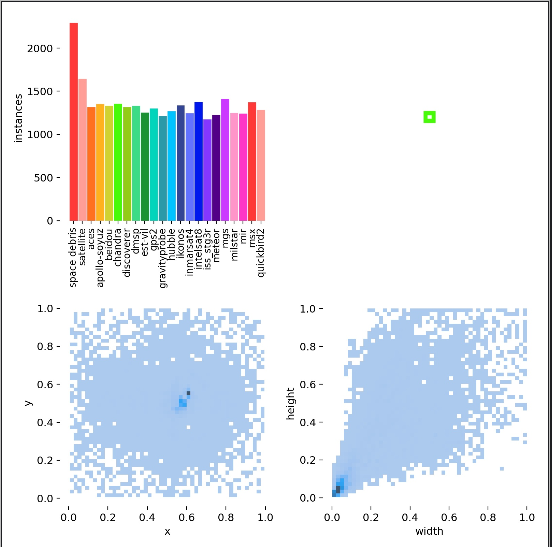 instances
2000
1500
1000
500
0
space debris
satellite
aces
apollo-soyuz
beidou
chandra
discoverer
dmsp
est vil
gps2
gravityprobe
hubble
ikonos
inmarsat4
intelsat8
iss_stg3r
meteor
mgs
milstar
mir
msx
quickbird2
y
1.0
0.8
0.6
0.4
0.2
0.0
0.0 0.2 0.4 0.6 0.8 1.0
x
height
1.0
0.8
0.6
0.4
0.2
0.0
0.0 0.2 0.4 0.6 0.8 1.0
width